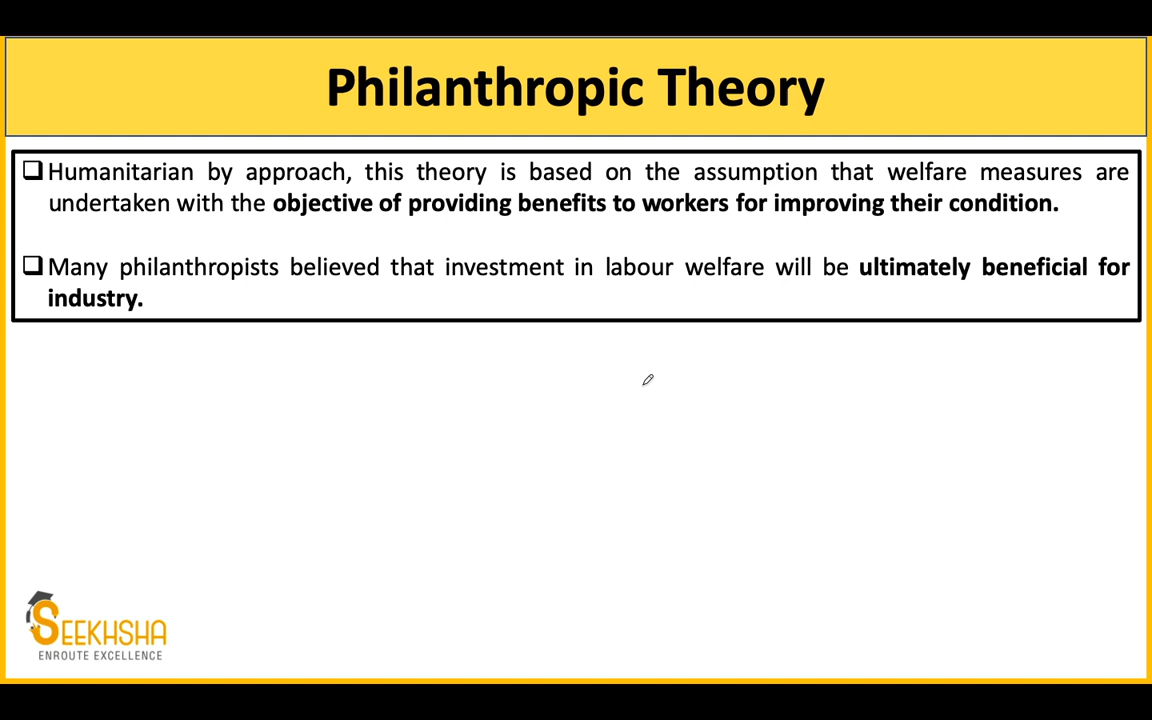 Philanthropic Theory
❑Humanitarian by approach, this theory is based on the assumption that welfare measures are
undertaken with the objective of providing benefits to workers for improving their condition.
❑Many philanthropists believed that investment in labour welfare will be ultimately beneficial for
industry.
SEEKHSHA
ENROUTE EXCELLENCE